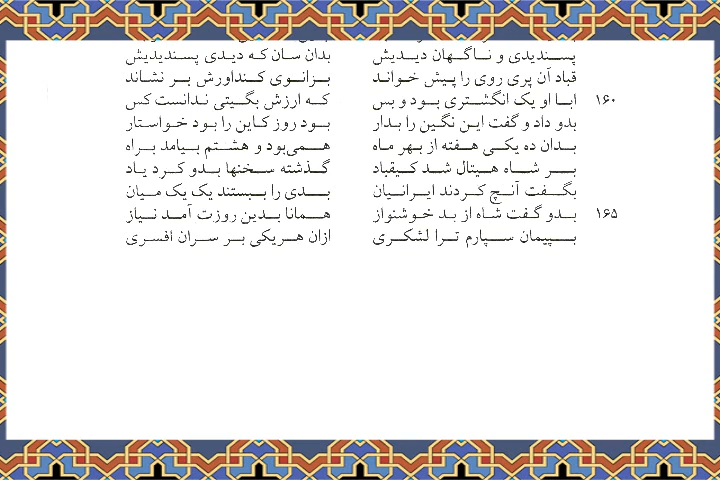 پسندیدی و ناگهان دیدیش بدان سان که دیدی پسندیدیش
قباد آن پری روی را پیش خواند برانوی کنداورش بر نشاند
۱۶۰ ابا او یک انگشتری بود و بس که ارزش بگیتی ندانست کس
بدو داد و گفت این نگین را بدار بود روز کاین را بود خواستار
بدان ده یکی هفته از بهر ماه همی‌بود و هشتم بیامد براه
بر شاه هیتال شد کیقباد گذشته سخنها بدو کرد یاد
بگفت آنچ کردند ایرانیان بدی را ببستند یک یک میان
۱۶۵ بدو گفت شاه از بد خوشنواز همانا بدین روزت آمد نیاز
بپیمان سپارم ترا لشکری ازان هریکی بر سران افسری